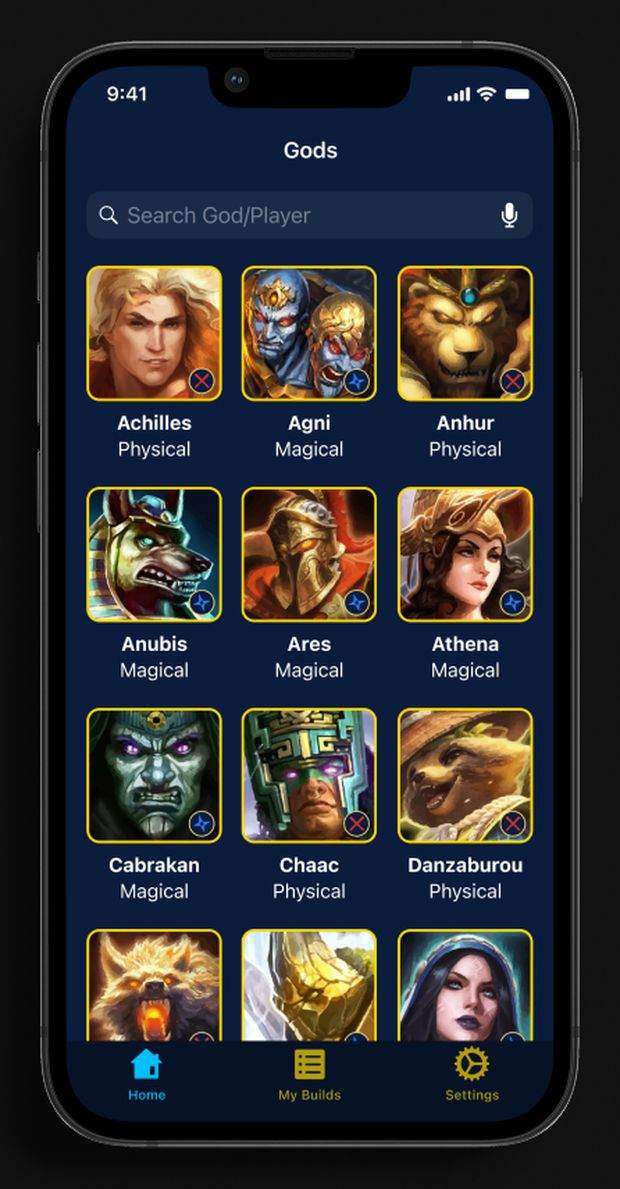 9:41
Gods
Search God/Player
Achilles Agni Anhur
Physical Magical Physical
Anubis Ares Athena
Magical Magical Magical
Cabrakan Chaac Danzaburou
Magical Physical Physical
Home My Builds Settings